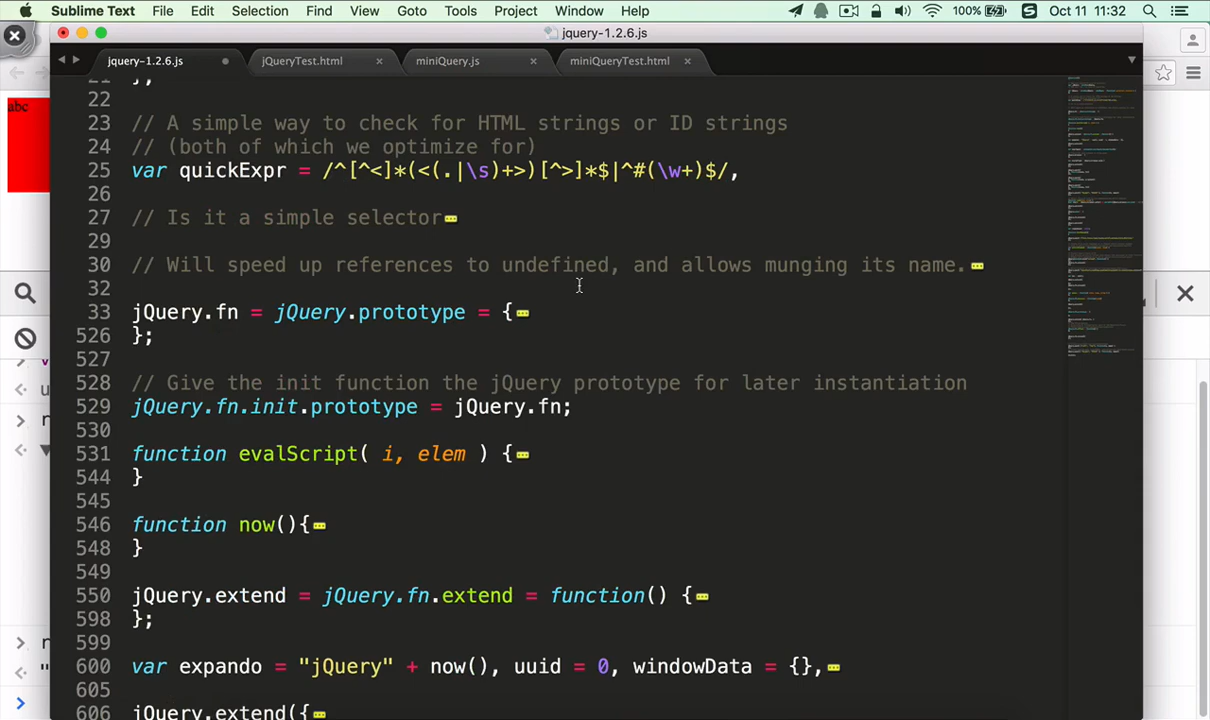 Sublime Text File Edit Selection Find View Goto Tools Project Window Help 100% Oct 11 11:32
jquery-1.2.6.js
jquery-1.2.6.js jQueryTest.html miniQuery.js miniQueryTest.html
abc
21 };
22
23 // A simple way to check for HTML strings or ID strings
24 // (both of which we optimize for)
25 var quickExpr = /^[^<]*(<(.|\s)+>)[^>]*$|^#(\w+)$/,
26
27 // Is it a simple selector
29
30 // Will speed up references to undefined, and allows munging its name.
32
33 jQuery.fn = jQuery.prototype = {
526 };
527
528 // Give the init function the jQuery prototype for later instantiation
529 jQuery.fn.init.prototype = jQuery.fn;
530
531 function evalScript( i, elem ) {
544 }
545
546 function now(){
548 }
549
550 jQuery.extend = jQuery.fn.extend = function() {
598 };
599
600 var expando = "jQuery" + now(), uuid = 0, windowData = {},
605
606 jQuery.extend({